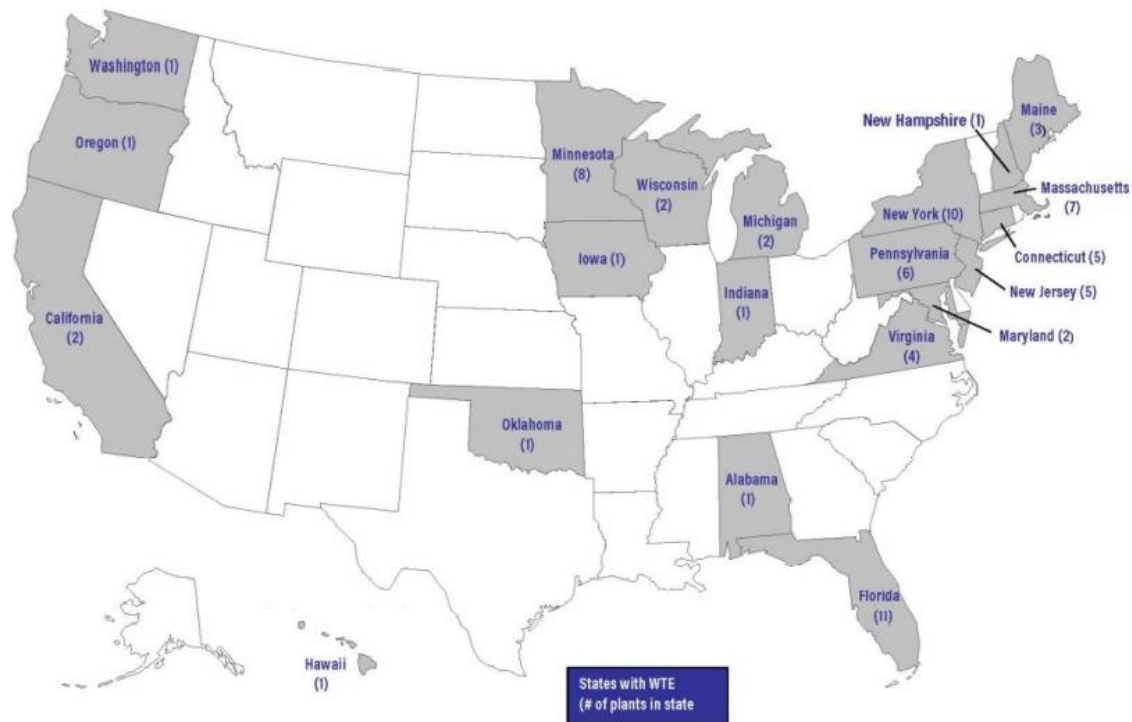 Washington (1)
Oregon (1)
California
(2)
Minnesota
(8)
Wisconsin
(2)
Iowa (1)
Michigan
(2)
Indiana
(1)
Oklahoma
(1)
Alabama
(1)
Florida
(11)
Hawaii
(1)
New Hampshire (1)
Maine
(3)
Massachusetts
(7)
New York (10)
Connecticut (5)
Pennsylvania
(6)
New Jersey (5)
Maryland (2)
Virginia
(4)
States with WTE
(# of plants in state